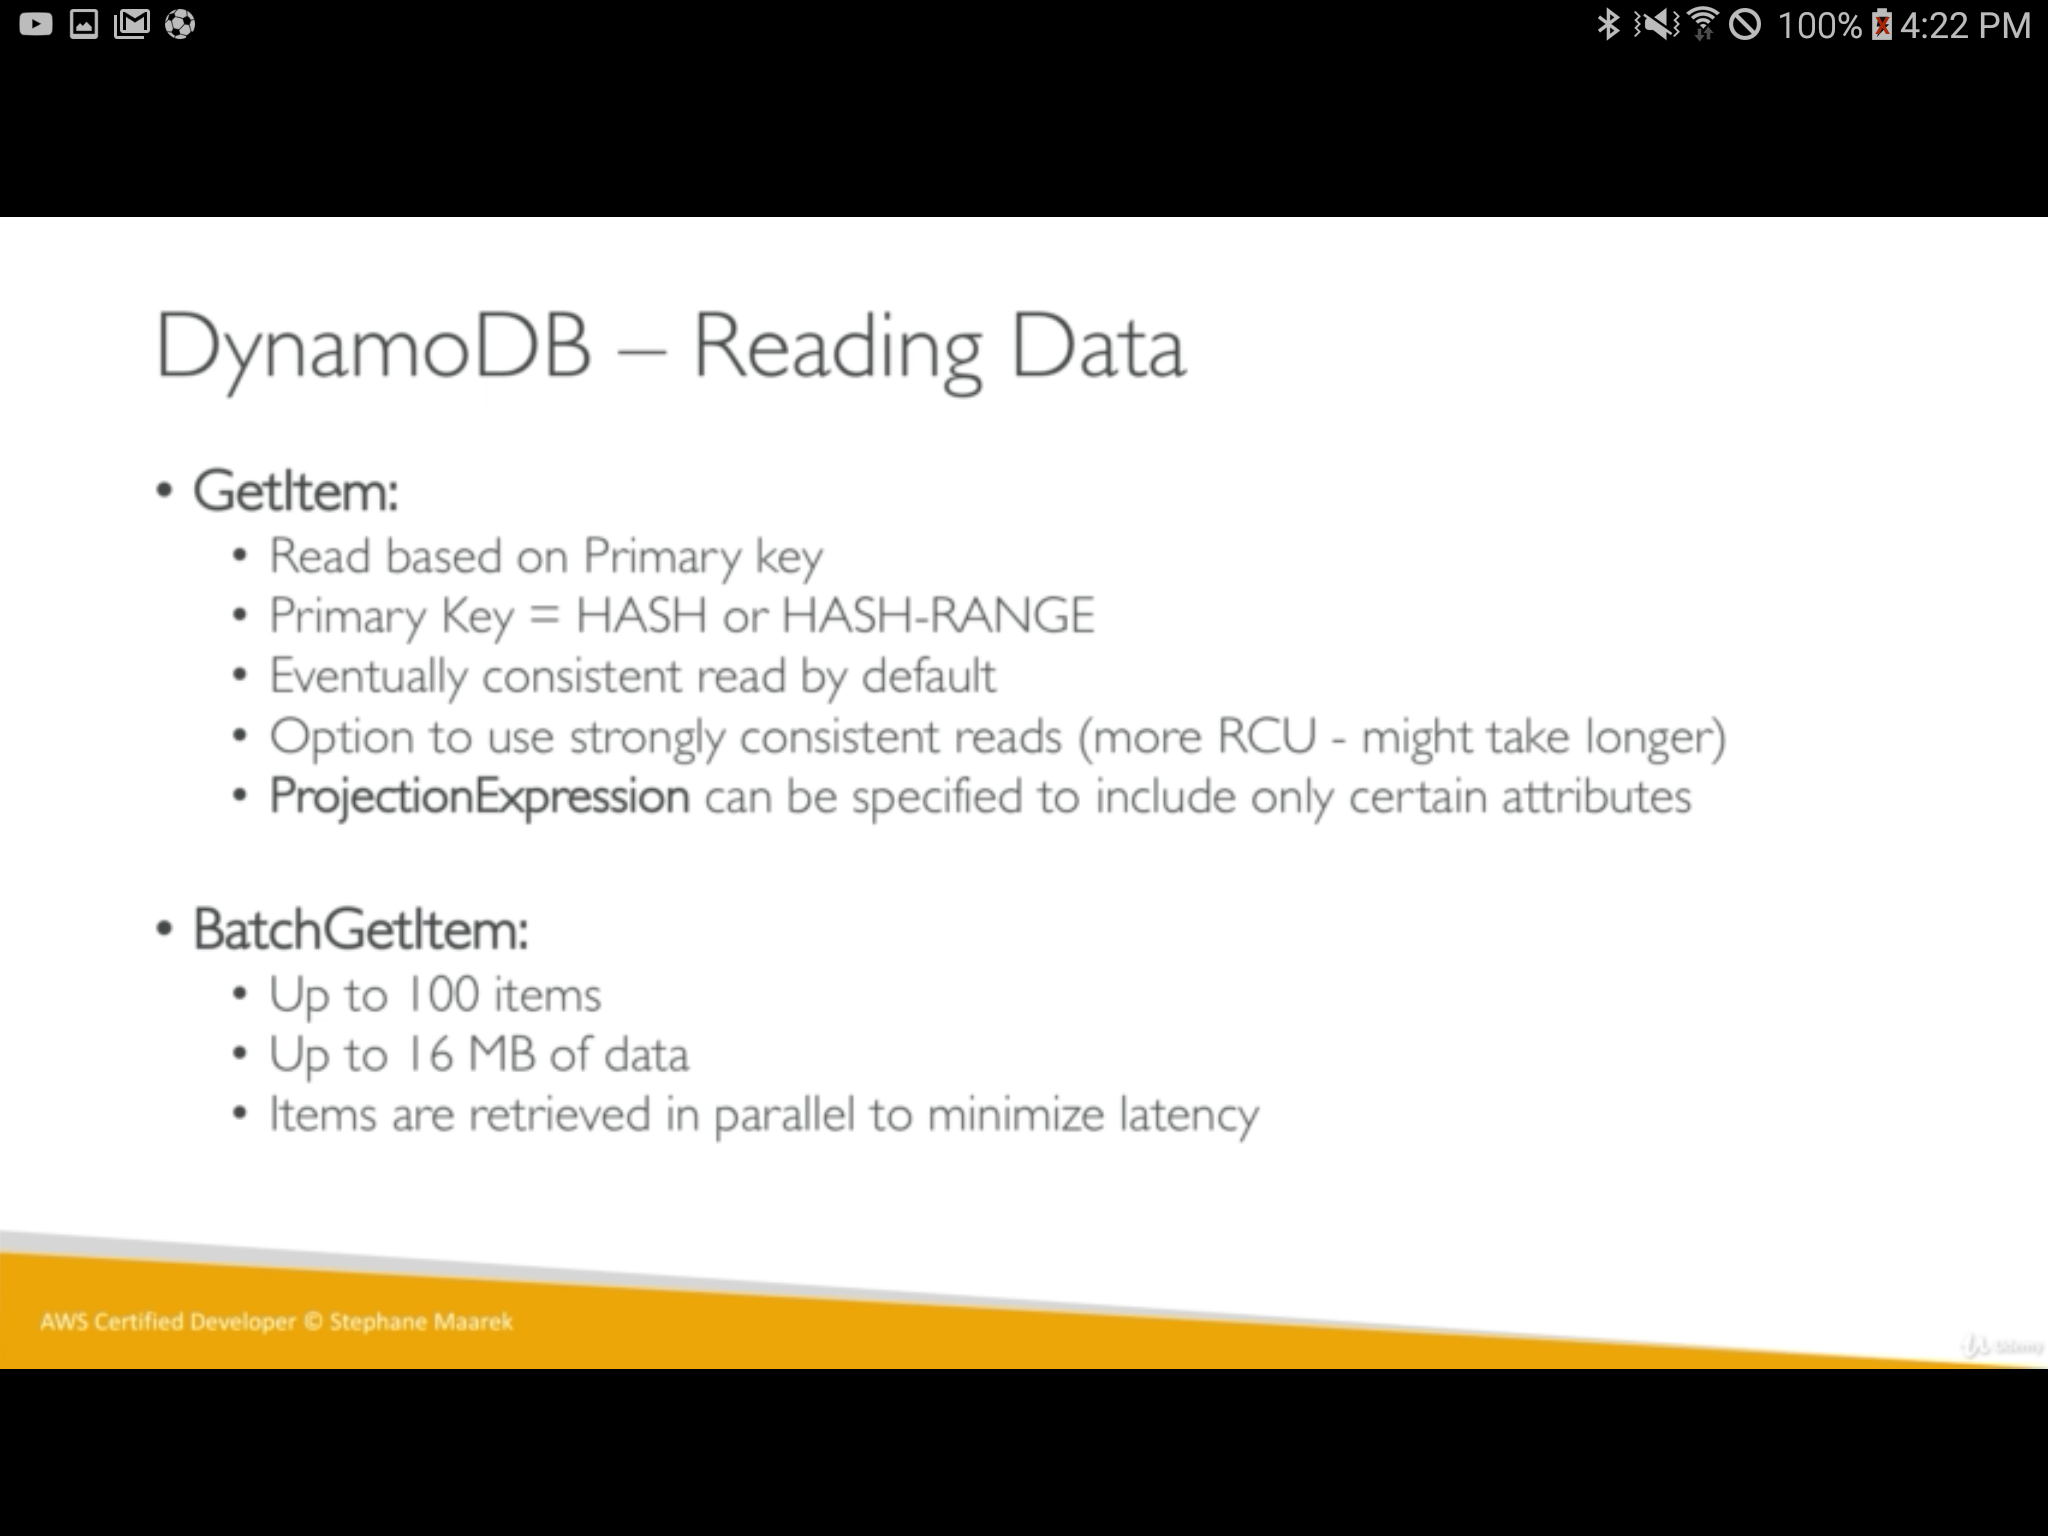 100% 4:22 PM
DynamoDB – Reading Data
• GetItem:
• Read based on Primary key
• Primary Key = HASH or HASH-RANGE
• Eventually consistent read by default
• Option to use strongly consistent reads (more RCU - might take longer)
• ProjectionExpression can be specified to include only certain attributes
• BatchGetItem:
• Up to 100 items
• Up to 16 MB of data
• Items are retrieved in parallel to minimize latency
AWS Certified Developer © Stephane Maarek
Udemy